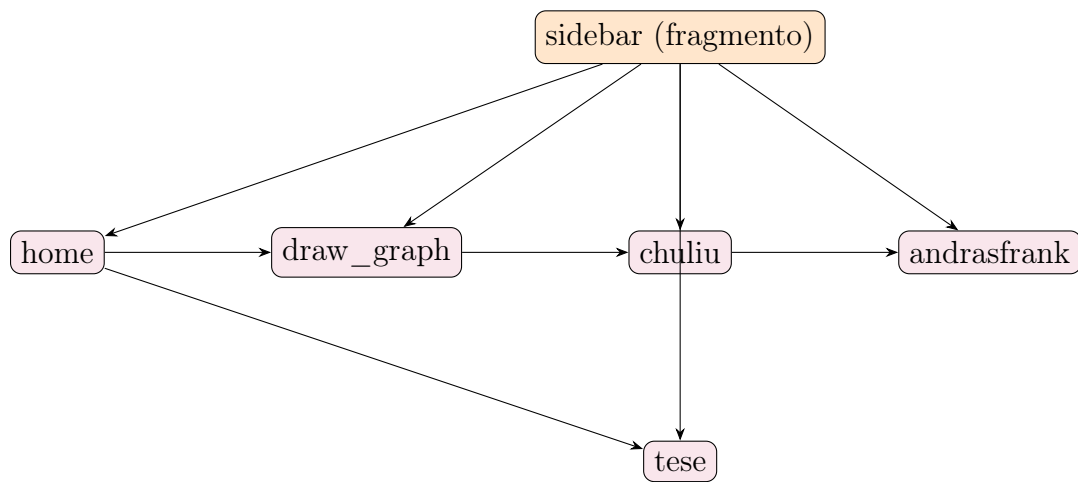 sidebar (fragmento)
home
draw_graph
chuliu
andrasfrank
tese